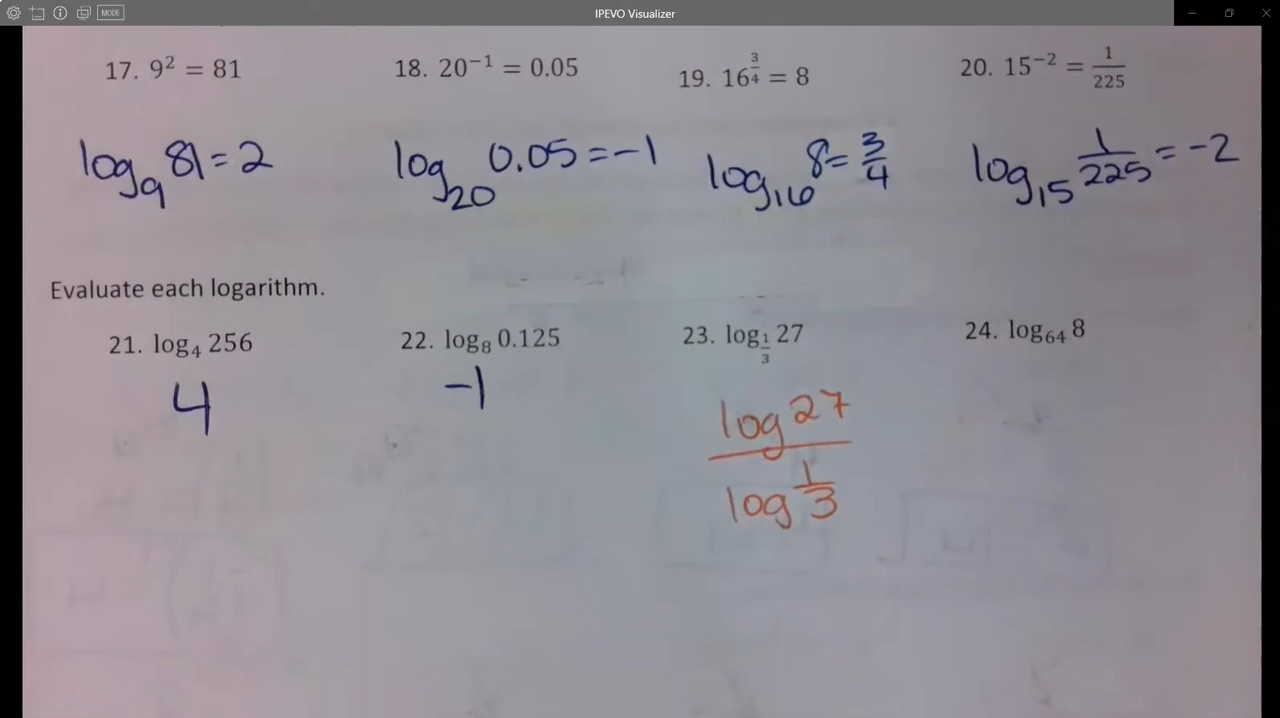 MODE
IPEVO Visualizer
17. 9² = 81
18. 20⁻¹ = 0.05
19. 16^(3/4) = 8
20. 15⁻² = 1/225
log₉ 81 = 2
log₂₀ 0.05 = -1
log₁₆ 8 = 3/4
log₁₅ 1/225 = -2
Evaluate each logarithm.
21. log₄ 256
22. log₈ 0.125
23. log_(1/3) 27
24. log₆₄ 8
4
-1
log 27
log 1/3